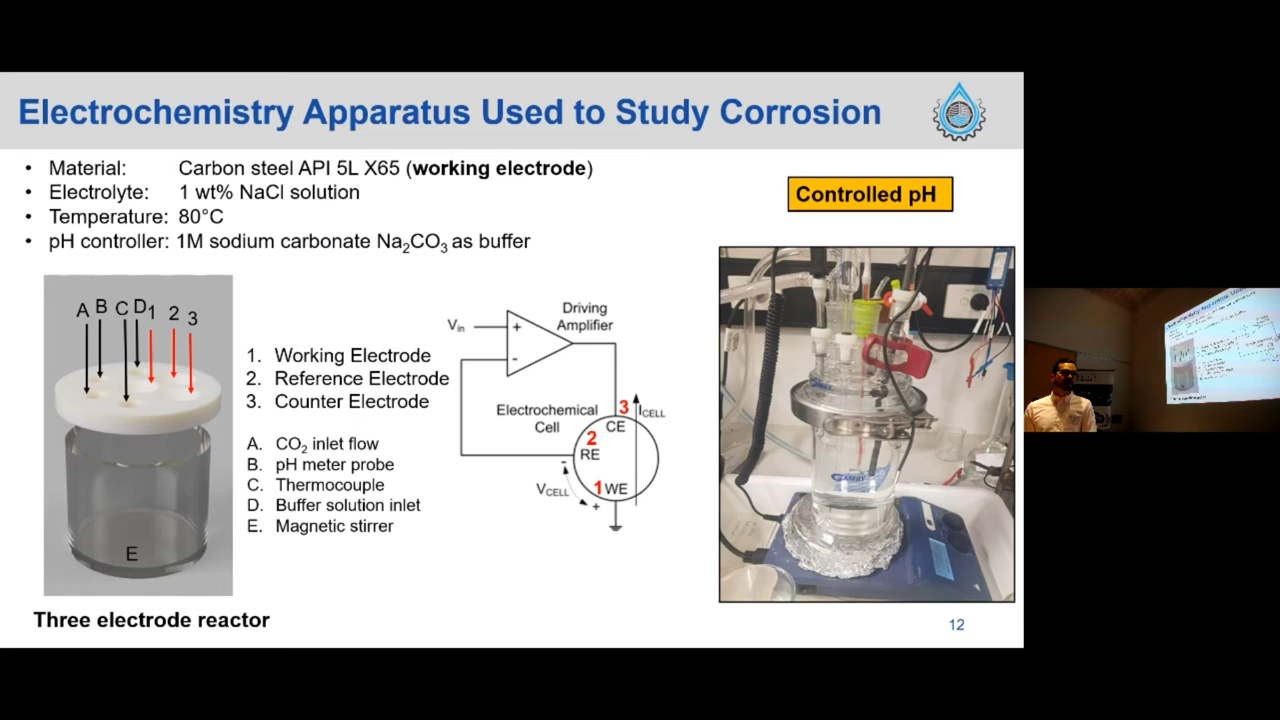 Electrochemistry Apparatus Used to Study Corrosion
• Material: Carbon steel API 5L X65 (working electrode)
• Electrolyte: 1 wt% NaCl solution
• Temperature: 80°C
• pH controller: 1M sodium carbonate Na₂CO₃ as buffer
Controlled pH
A B C D 1 2 3
E
Three electrode reactor
1. Working Electrode
2. Reference Electrode
3. Counter Electrode
A. CO₂ inlet flow
B. pH meter probe
C. Thermocouple
D. Buffer solution inlet
E. Magnetic stirrer
Driving
Amplifier
Vin
+
-
Electrochemical
Cell
3
ICELL
CE
2
RE
-
VCELL
1 WE
+
GAMRY
12